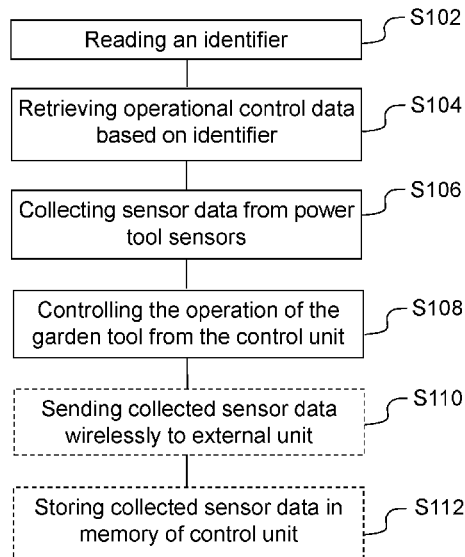 S102
Reading an identifier
S104
Retrieving operational control data
based on identifier
S106
Collecting sensor data from power
tool sensors
S108
Controlling the operation of the
garden tool from the control unit
S110
Sending collected sensor data
wirelessly to external unit
S112
Storing collected sensor data in
memory of control unit